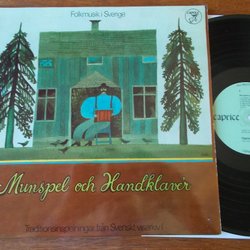 Folkmusik i Sverige
Munspel och Handklaver
Traditionsinspelningar från Svenskt visarkiv
caprice